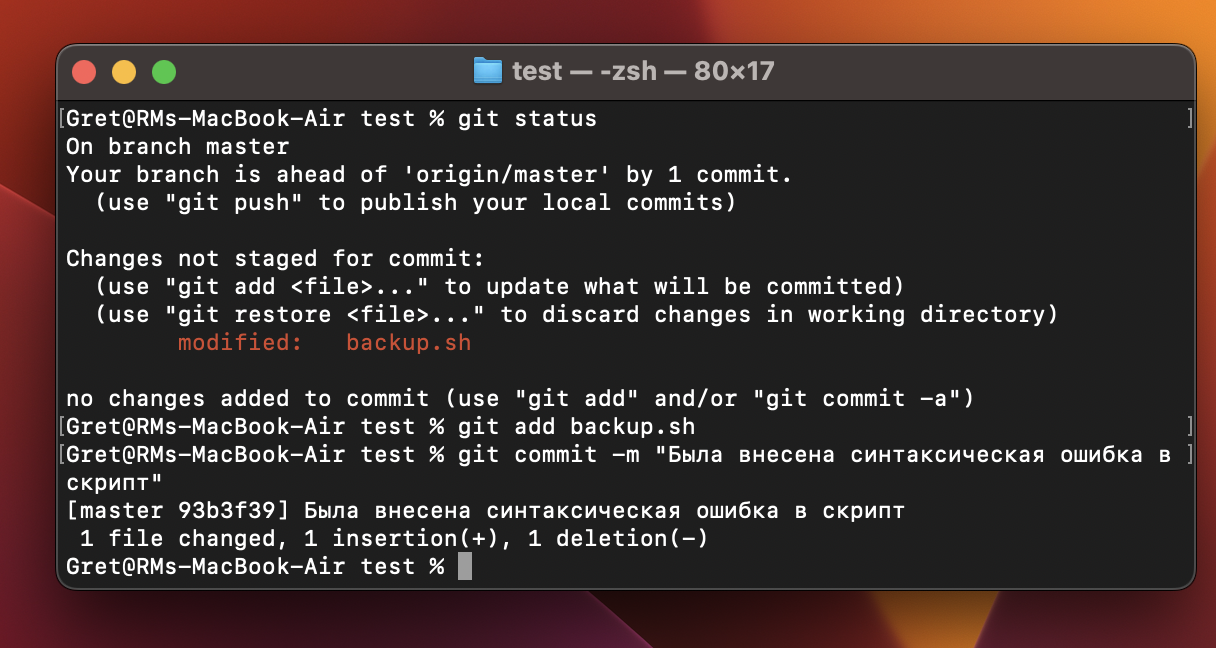 test — -zsh — 80×17
[Gret@RMs-MacBook-Air test % git status ]
On branch master
Your branch is ahead of 'origin/master' by 1 commit.
  (use "git push" to publish your local commits)
Changes not staged for commit:
  (use "git add <file>..." to update what will be committed)
  (use "git restore <file>..." to discard changes in working directory)
        modified:   backup.sh
no changes added to commit (use "git add" and/or "git commit -a")
[Gret@RMs-MacBook-Air test % git add backup.sh ]
[Gret@RMs-MacBook-Air test % git commit -m "Была внесена синтаксическая ошибка в ]
скрипт"
[master 93b3f39] Была внесена синтаксическая ошибка в скрипт
 1 file changed, 1 insertion(+), 1 deletion(-)
Gret@RMs-MacBook-Air test %